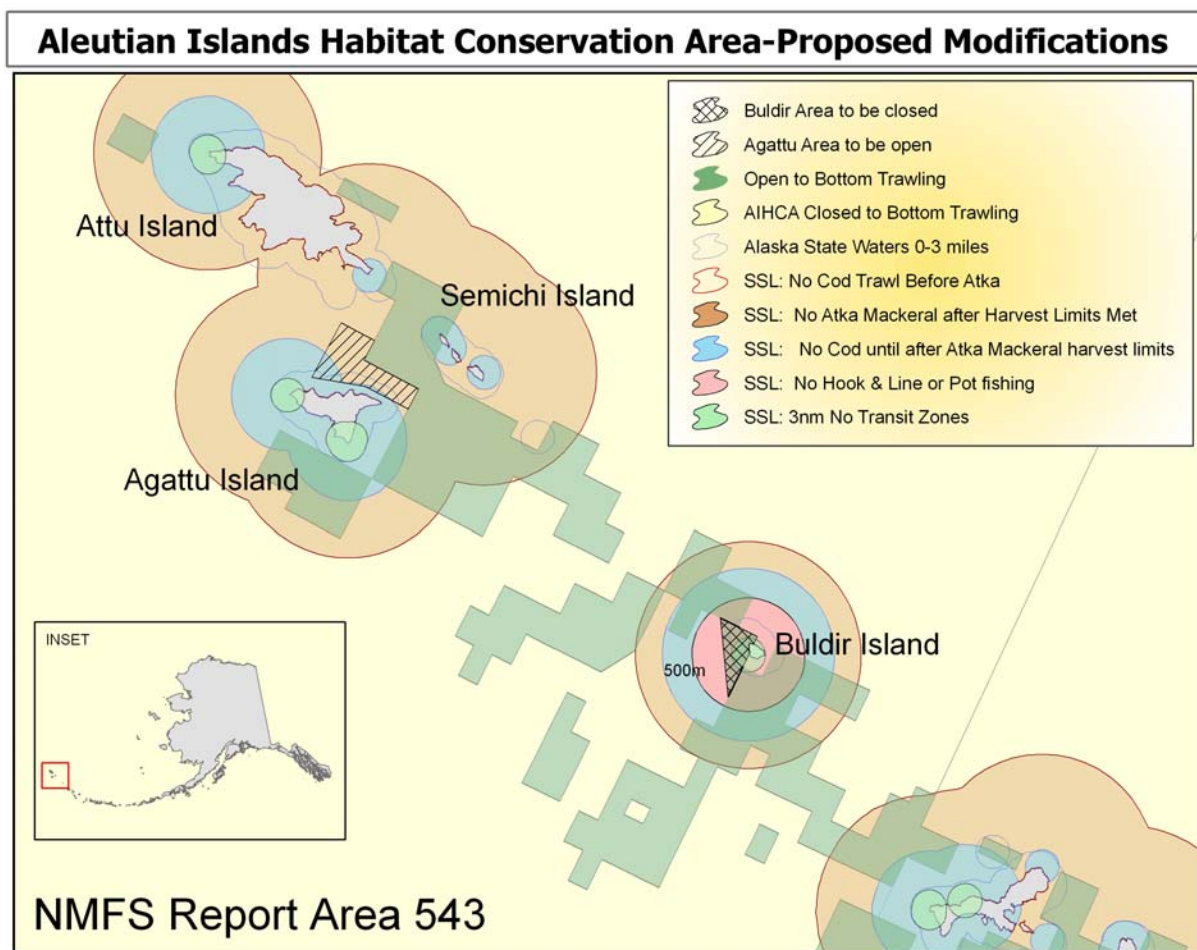 Aleutian Islands Habitat Conservation Area-Proposed Modifications
Buldir Area to be closed
Agattu Area to be open
Open to Bottom Trawling
AIHCA Closed to Bottom Trawling
Alaska State Waters 0-3 miles
SSL: No Cod Trawl Before Atka
SSL: No Atka Mackeral after Harvest Limits Met
SSL: No Cod until after Atka Mackeral harvest limits
SSL: No Hook & Line or Pot fishing
SSL: 3nm No Transit Zones
Attu Island
Semichi Island
Agattu Island
Buldir Island
500m
INSET
NMFS Report Area 543